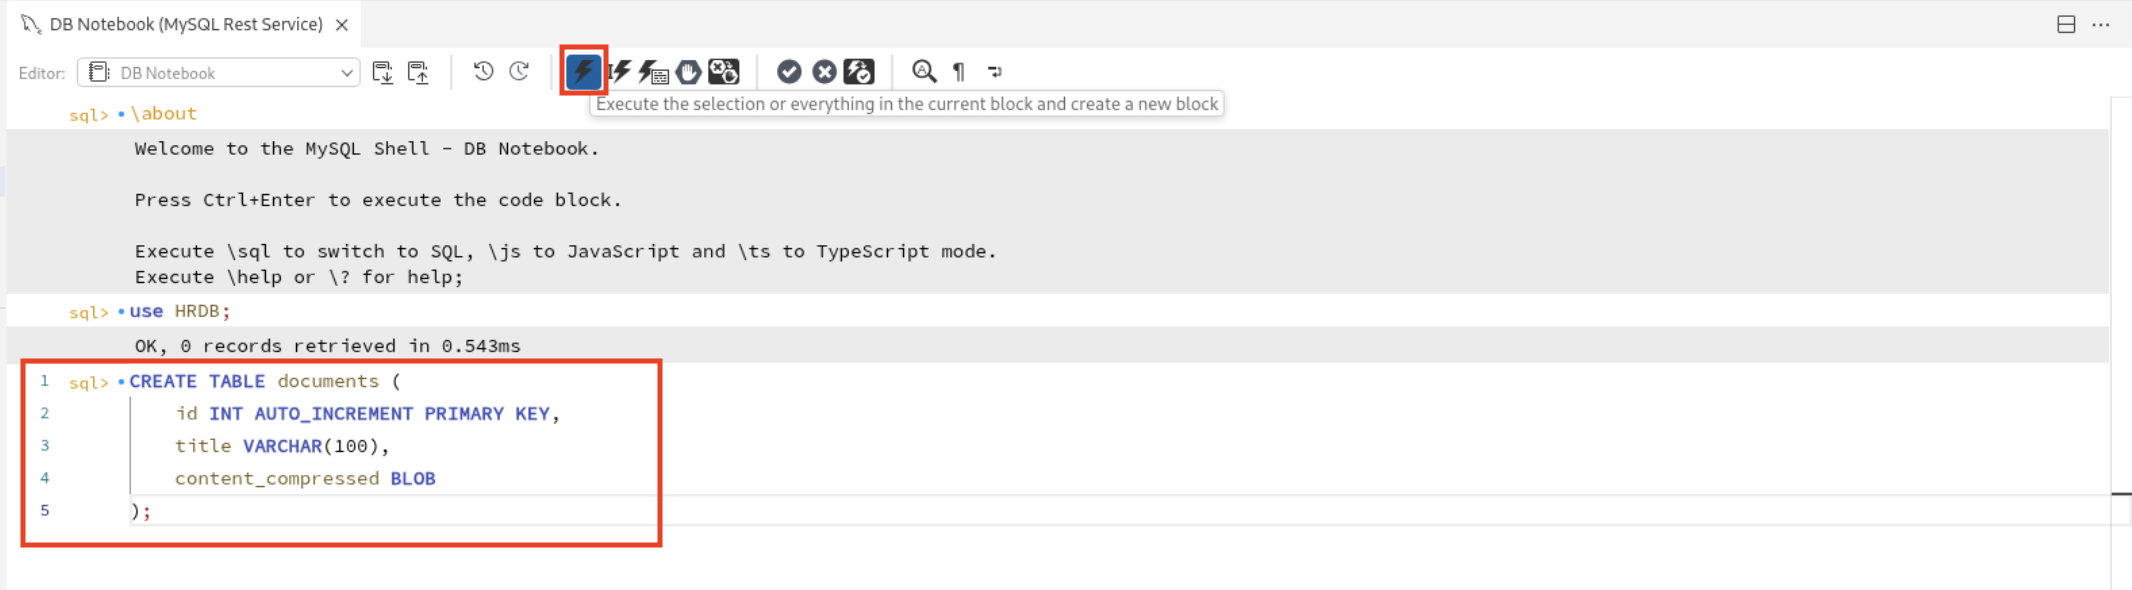 DB Notebook (MySQL Rest Service)
Editor: DB Notebook
Execute the selection or everything in the current block and create a new block
sql> \about
Welcome to the MySQL Shell - DB Notebook.
Press Ctrl+Enter to execute the code block.
Execute \sql to switch to SQL, \js to JavaScript and \ts to TypeScript mode.
Execute \help or \? for help;
sql> use HRDB;
OK, 0 records retrieved in 0.543ms
1 sql> CREATE TABLE documents (
2 id INT AUTO_INCREMENT PRIMARY KEY,
3 title VARCHAR(100),
4 content_compressed BLOB
5 );